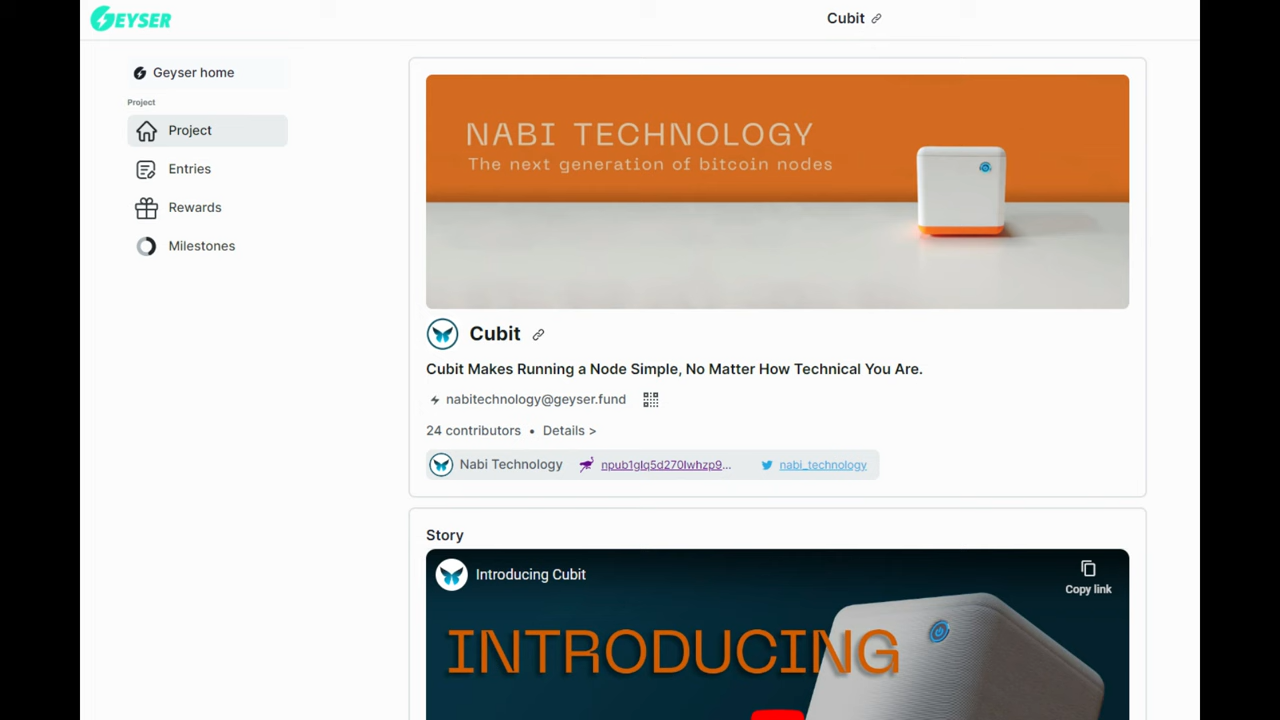 GEYSER
Cubit
Geyser home
Project
Project
Entries
Rewards
Milestones
NABI TECHNOLOGY
The next generation of bitcoin nodes
Cubit
Cubit Makes Running a Node Simple, No Matter How Technical You Are.
nabitechnology@geyser.fund
24 contributors • Details >
Nabi Technology npub1glq5d270lwhzp9... nabi_technology
Story
Introducing Cubit
Copy link
INTRODUCING